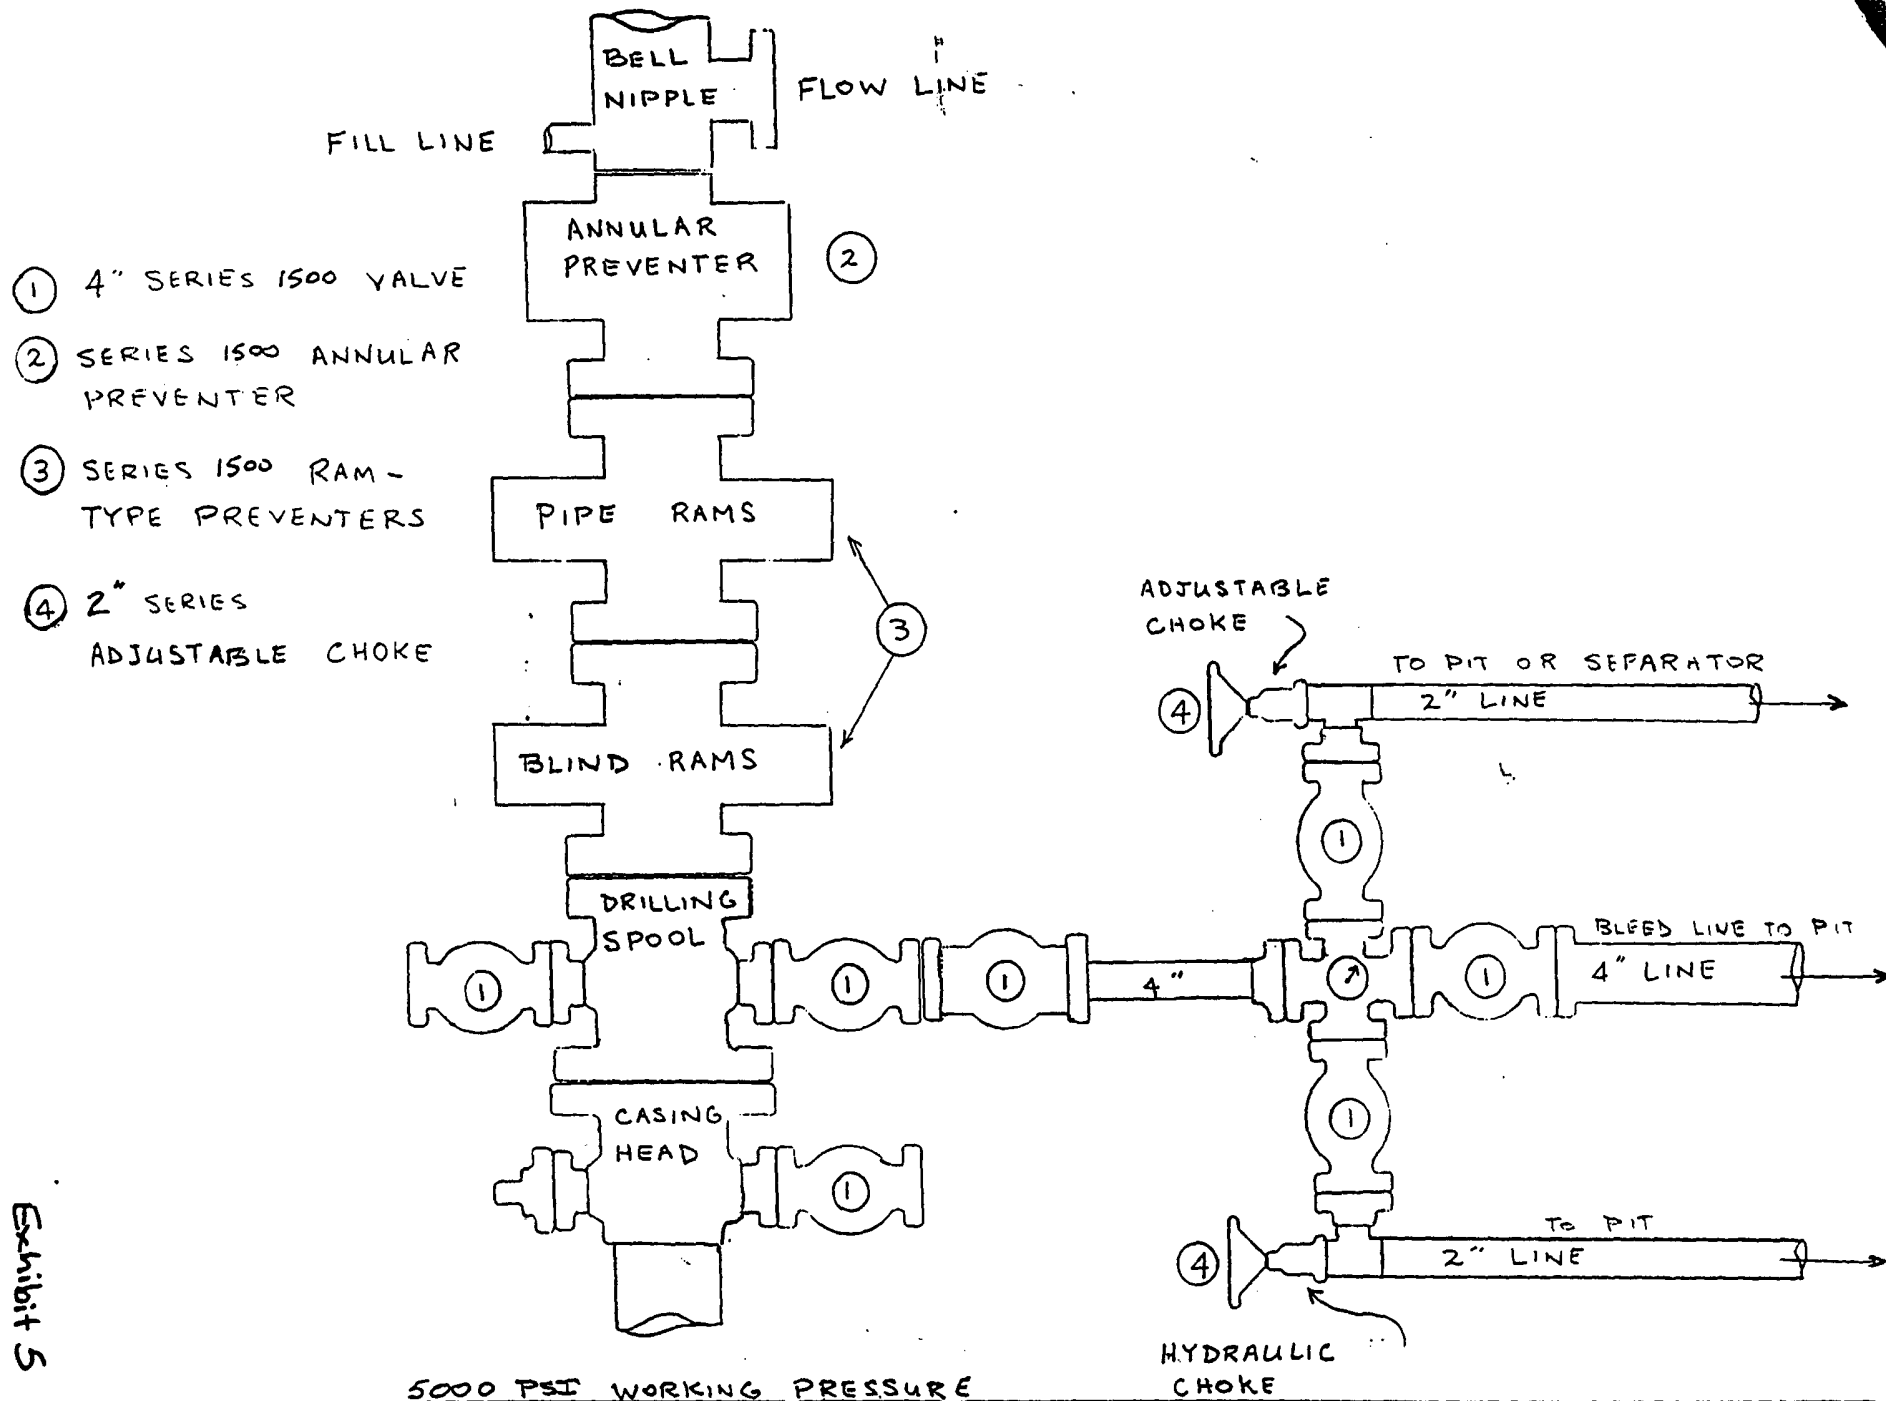 BELL
NIPPLE
FLOW LINE
FILL LINE
ANNULAR
PREVENTER
2
1 4" SERIES 1500 VALVE
2 SERIES 1500 ANNULAR
PREVENTER
3 SERIES 1500 RAM-
TYPE PREVENTERS
4 2" SERIES
ADJUSTABLE CHOKE
PIPE RAMS
3
BLIND RAMS
ADJUSTABLE
CHOKE
4
TO PIT OR SEPARATOR
2" LINE
1
DRILLING
SPOOL
1
1
1
4"
1
BLEED LINE TO PIT
4" LINE
1
CASING
HEAD
1
TO PIT
2" LINE
4
HYDRAULIC
CHOKE
5000 PSI WORKING PRESSURE
Exhibit 5